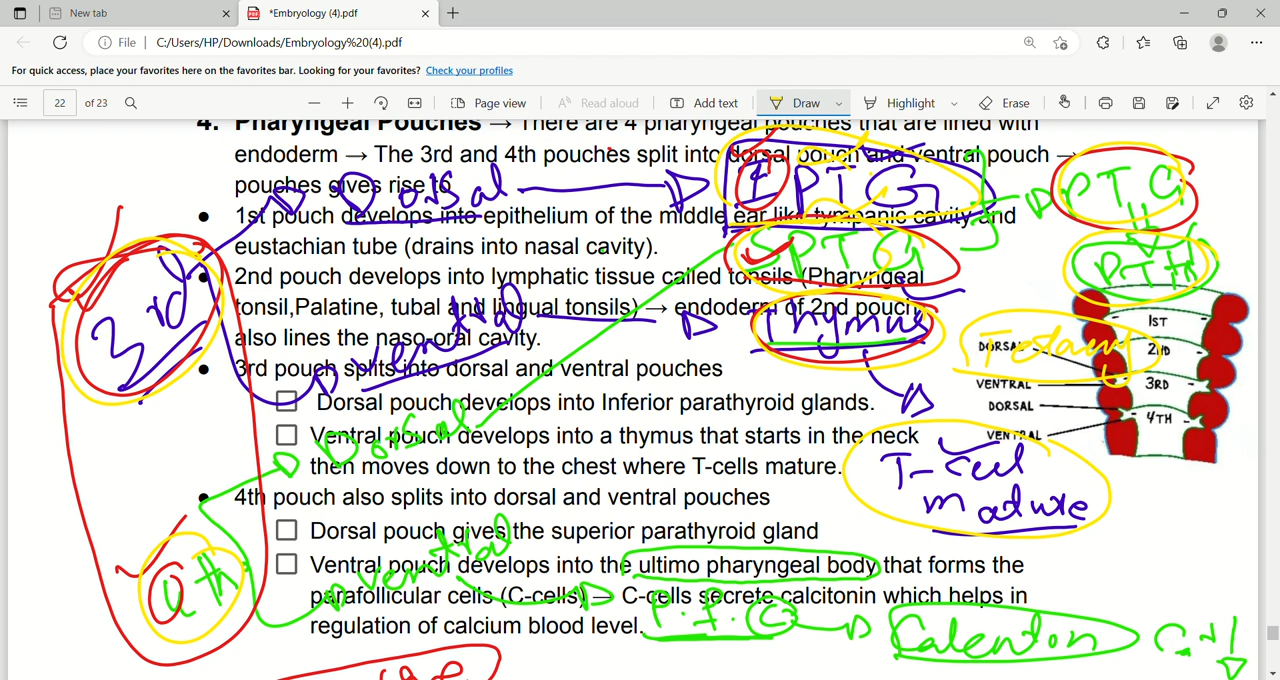 New tab
*Embryology (4).pdf
File C:/Users/HP/Downloads/Embryology%20(4).pdf
For quick access, place your favorites here on the favorites bar. Looking for your favorites? Check your profiles
22 of 23 Page view Read aloud Add text Draw Highlight Erase
4. Pharyngeal Pouches → There are 4 pharyngeal pouches that are lined with
endoderm → The 3rd and 4th pouches split into dorsal pouch and ventral pouch →
pouches gives rise to
● 1st pouch develops into epithelium of the middle ear like tympanic cavity and
eustachian tube (drains into nasal cavity).
● 2nd pouch develops into lymphatic tissue called tonsils (Pharyngeal
tonsil,Palatine, tubal and lingual tonsils) → endoderm of 2nd pouch
also lines the naso-oral cavity.
● 3rd pouch splits into dorsal and ventral pouches
Dorsal pouch develops into Inferior parathyroid glands.
Ventral pouch develops into a thymus that starts in the neck
then moves down to the chest where T-cells mature.
● 4th pouch also splits into dorsal and ventral pouches
Dorsal pouch gives the superior parathyroid gland
Ventral pouch develops into the ultimo pharyngeal body that forms the
parafollicular cells (C-cells) → C-cells secrete calcitonin which helps in
regulation of calcium blood level.
1ST
DORSAL 2ND
VENTRAL 3RD
DORSAL 4TH
VENTRAL
3rd
Dorsal
IPTG
PTG
SPTG
PTH
ventral
Thymus
T-cell
mature
4th
Dorsal
ventral
P.F.C